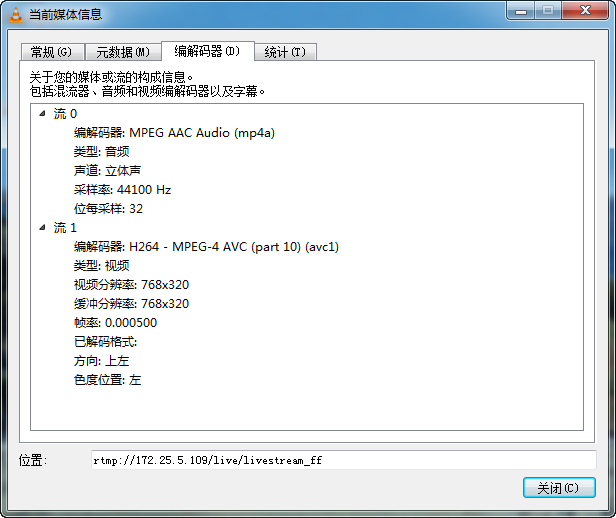 当前媒体信息
常规(G) 元数据(M) 编解码器(D) 统计(T)
关于您的媒体或流的构成信息。
包括混流器、音频和视频编解码器以及字幕。
流 0
编解码器: MPEG AAC Audio (mp4a)
类型: 音频
声道: 立体声
采样率: 44100 Hz
位每采样: 32
流 1
编解码器: H264 - MPEG-4 AVC (part 10) (avc1)
类型: 视频
视频分辨率: 768x320
缓冲分辨率: 768x320
帧率: 0.000500
已解码格式:
方向: 上左
色度位置: 左
位置: rtmp://172.25.5.109/live/livestream_ff
关闭(C)